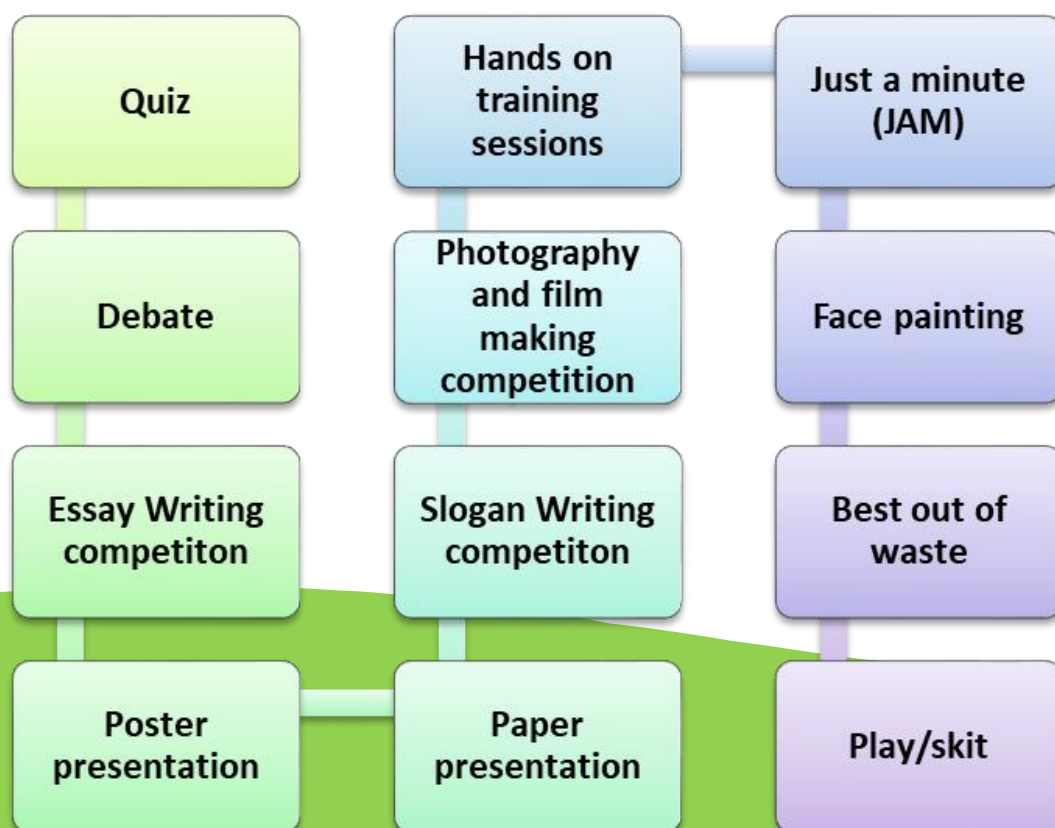 Quiz
Debate
Essay Writing
competiton
Poster
presentation
Paper
presentation
Slogan Writing
competiton
Photography
and film
making
competition
Hands on
training
sessions
Just a minute
(JAM)
Face painting
Best out of
waste
Play/skit